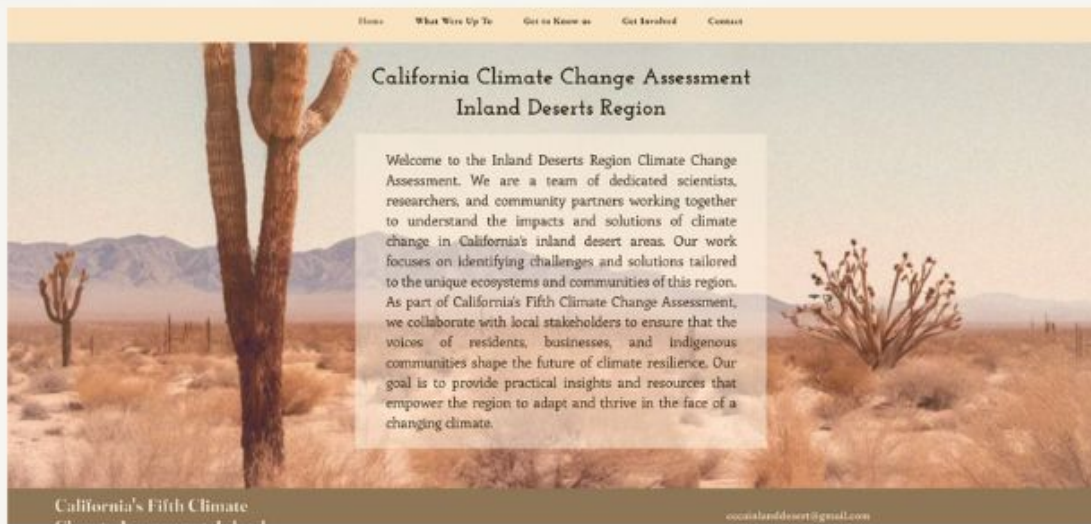 Home What Were Up To Get to Know us Get Involved Contact
California Climate Change Assessment
Inland Deserts Region
Welcome to the Inland Deserts Region Climate Change
Assessment. We are a team of dedicated scientists,
researchers, and community partners working together
to understand the impacts and solutions of climate
change in California's inland desert areas. Our work
focuses on identifying challenges and solutions tailored
to the unique ecosystems and communities of this region.
As part of California's Fifth Climate Change Assessment,
we collaborate with local stakeholders to ensure that the
voices of residents, businesses, and indigenous
communities shape the future of climate resilience. Our
goal is to provide practical insights and resources that
empower the region to adapt and thrive in the face of a
changing climate.
California's Fifth Climate